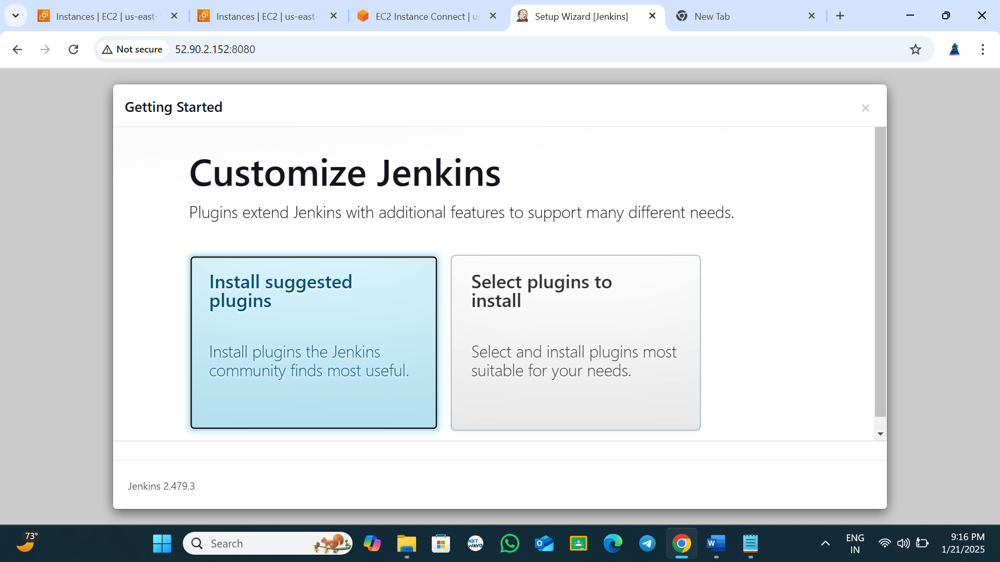 Instances | EC2 | us-east-
Instances | EC2 | us-east-
EC2 Instance Connect | us
Setup Wizard [Jenkins]
New Tab
Not secure
52.90.2.152:8080
Getting Started
Customize Jenkins
Plugins extend Jenkins with additional features to support many different needs.
Install suggested
plugins
Install plugins the Jenkins
community finds most useful.
Select plugins to
install
Select and install plugins most
suitable for your needs.
Jenkins 2.479.3
73°
Search
NXT
WAVE
ENG
IN
9:16 PM
1/21/2025